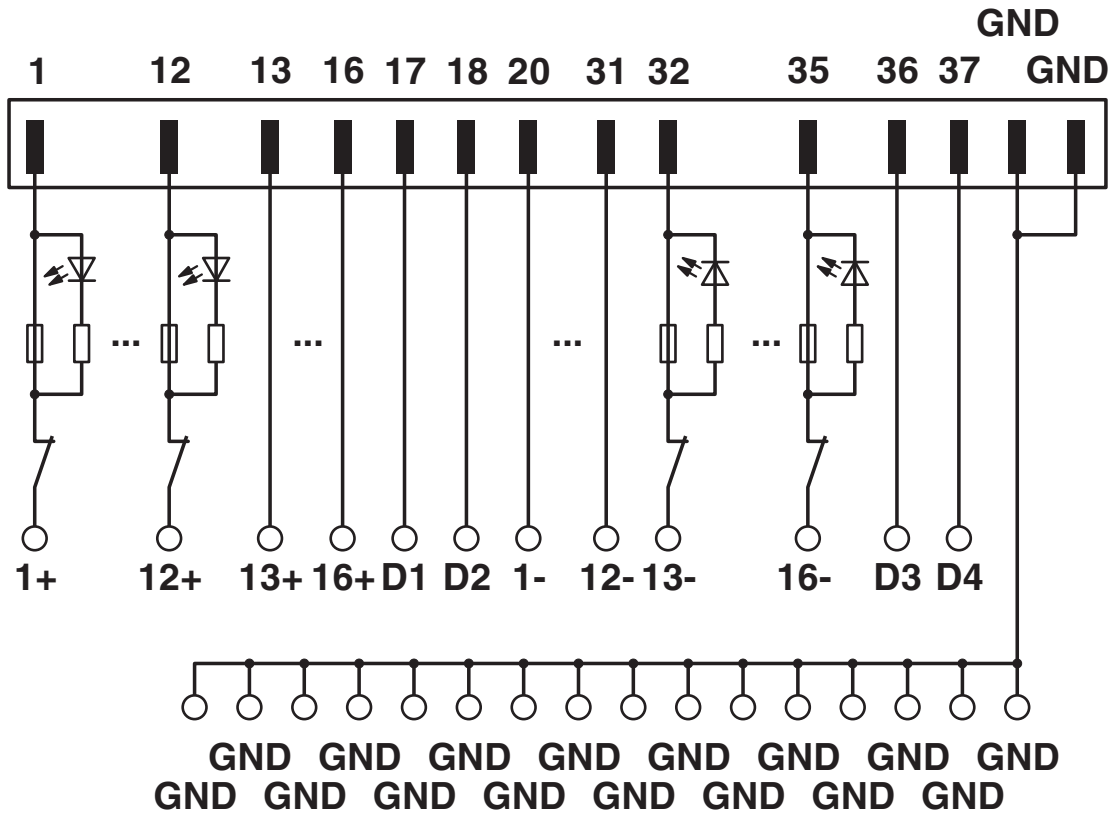 GND
1 12 13 16 17 18 20 31 32 35 36 37 GND
... ... ... ...
1+ 12+ 13+ 16+ D1 D2 1- 12- 13- 16- D3 D4
GND GND GND GND GND GND GND GND
GND GND GND GND GND GND GND GND